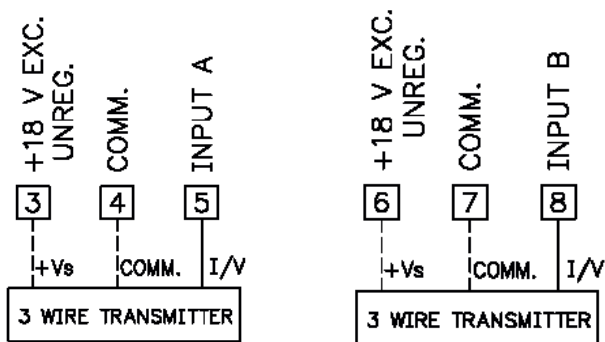 +18 V EXC.
UNREG.
COMM.
INPUT A
3
4
5
+Vs
COMM.
I/V
3 WIRE TRANSMITTER
+18 V EXC.
UNREG.
COMM.
INPUT B
6
7
8
+Vs
COMM.
I/V
3 WIRE TRANSMITTER